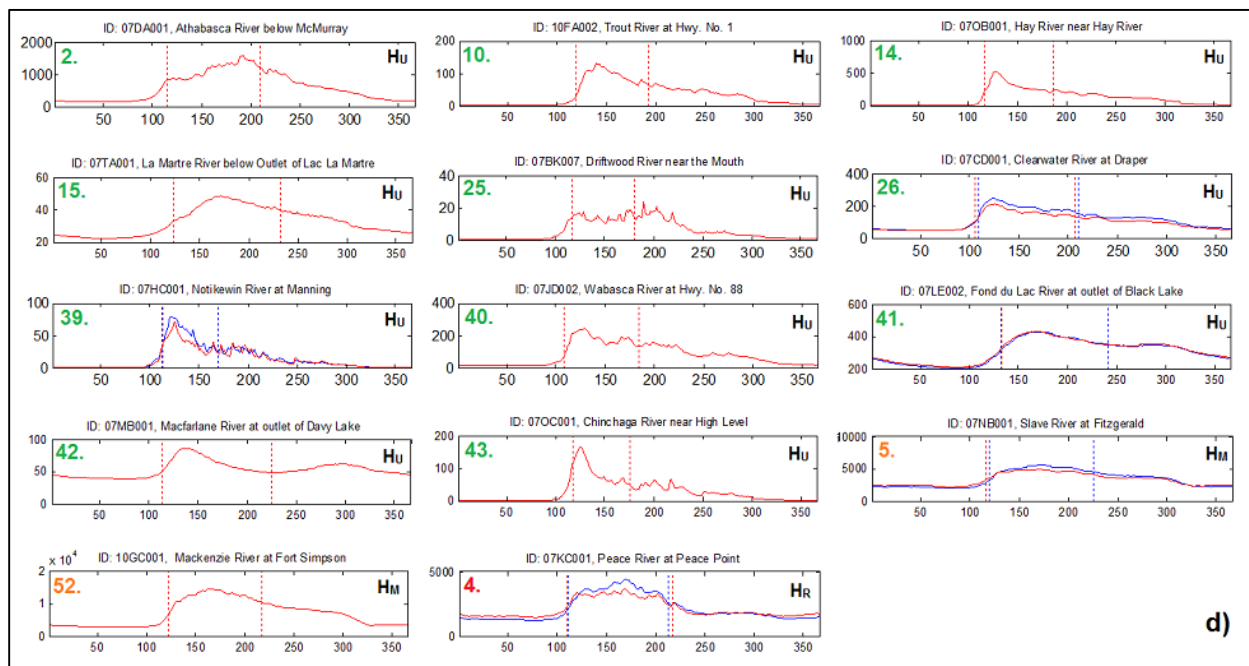 ID: 07DA001, Athabasca River below McMurray
2.
HU
2000
1000
0
50 100 150 200 250 300 350
ID: 10FA002, Trout River at Hwy. No. 1
10.
HU
200
100
0
50 100 150 200 250 300 350
ID: 07OB001, Hay River near Hay River
14.
HU
1000
500
0
50 100 150 200 250 300 350
ID: 07TA001, La Martre River below Outlet of Lac La Martre
15.
HU
60
40
20
50 100 150 200 250 300 350
ID: 07BK007, Driftwood River near the Mouth
25.
HU
40
20
0
50 100 150 200 250 300 350
ID: 07CD001, Clearwater River at Draper
26.
HU
400
200
0
50 100 150 200 250 300 350
ID: 07HC001, Notikewin River at Manning
39.
HU
100
50
0
50 100 150 200 250 300 350
ID: 07JD002, Wabasca River at Hwy. No. 88
40.
HU
400
200
0
50 100 150 200 250 300 350
ID: 07LE002, Fond du Lac River at outlet of Black Lake
41.
HU
600
400
200
50 100 150 200 250 300 350
ID: 07MB001, Macfarlane River at outlet of Davy Lake
42.
HU
100
50
0
50 100 150 200 250 300 350
ID: 07OC001, Chinchaga River near High Level
43.
HU
200
100
0
50 100 150 200 250 300 350
ID: 07NB001, Slave River at Fitzgerald
5.
HM
10000
5000
0
50 100 150 200 250 300 350
ID: 10GC001, Mackenzie River at Fort Simpson
x 10^4
52.
HM
2
1
0
50 100 150 200 250 300 350
ID: 07KC001, Peace River at Peace Point
4.
HR
5000
0
50 100 150 200 250 300 350
d)